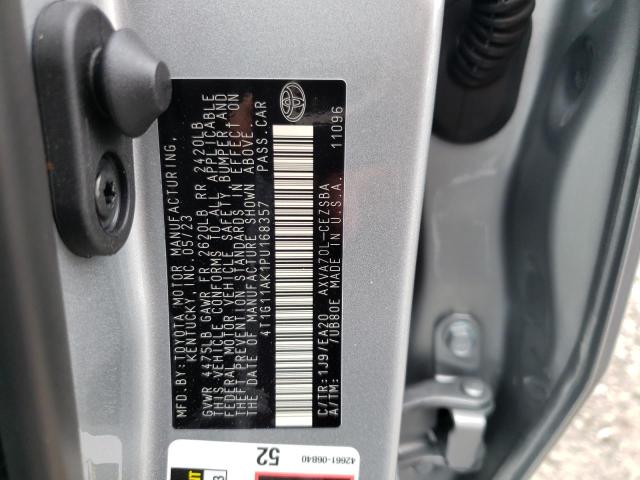 MFD.BY:TOYOTA MOTOR MANUFACTURING,
KENTUCKY, INC. 05/23
GVWR 4475LB GAWR FR 2620LB RR 2420LB
THIS VEHICLE CONFORMS TO ALL APPLICABLE
FEDERAL MOTOR VEHICLE SAFETY BUMPER AND
THEFT PREVENTION STANDARDS IN EFFECT ON
THE DATE OF MANUFACTURE SHOWN ABOVE.
4T1G11AK1PU168357 PASS.CAR
C/TR:1J9/EA20 AXVA70L-CEZSBA
A/TM: /UB80E MADE IN U.S.A. 11096
52
42661-06840